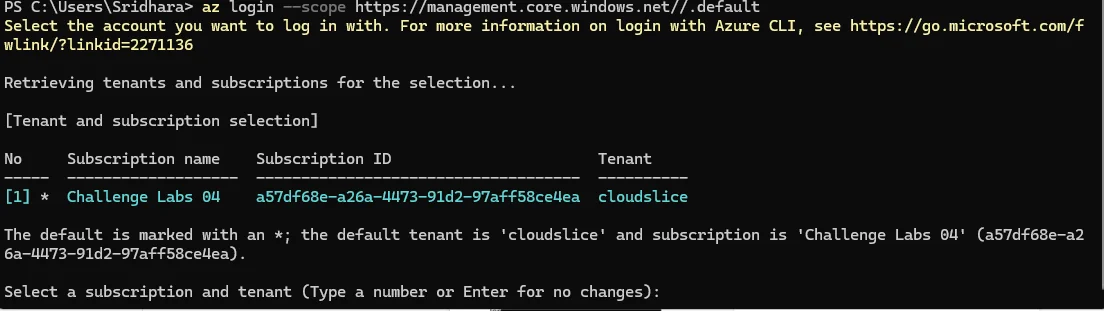 PS C:\Users\Sridhara> az login --scope https://management.core.windows.net//.default
Select the account you want to log in with. For more information on login with Azure CLI, see https://go.microsoft.com/f
wlink/?linkid=2271136
Retrieving tenants and subscriptions for the selection...
[Tenant and subscription selection]
No     Subscription name    Subscription ID                       Tenant
-----  -------------------  ------------------------------------  ----------
[1] *  Challenge Labs 04    a57df68e-a26a-4473-91d2-97aff58ce4ea  cloudslice
The default is marked with an *; the default tenant is 'cloudslice' and subscription is 'Challenge Labs 04' (a57df68e-a2
6a-4473-91d2-97aff58ce4ea).
Select a subscription and tenant (Type a number or Enter for no changes):